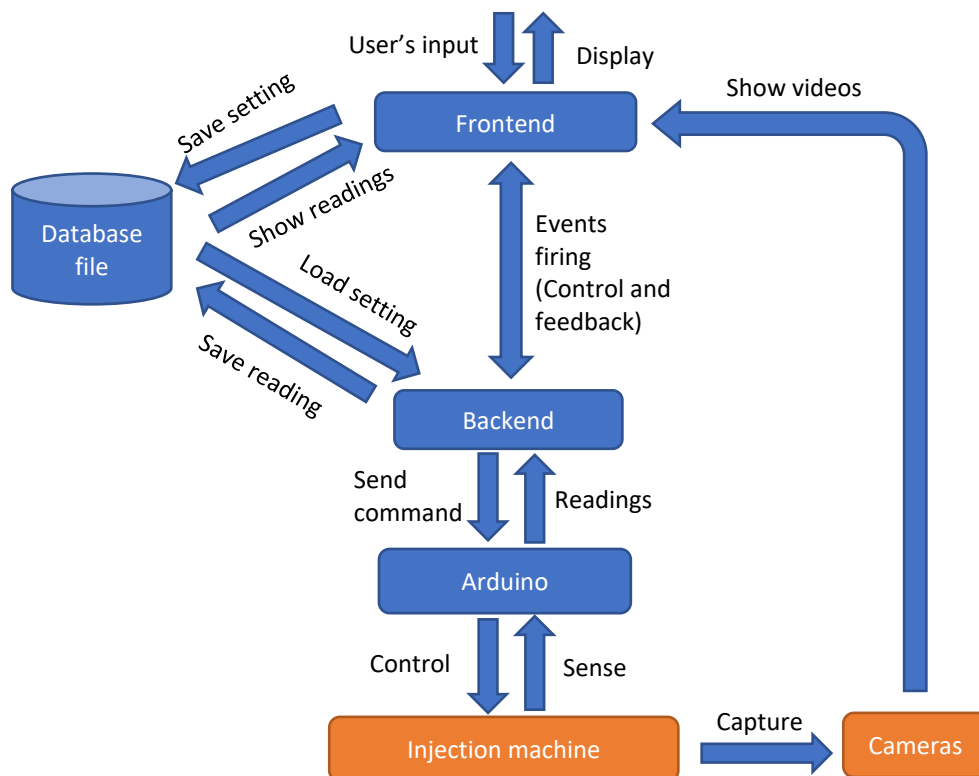 User's input
Display
Show videos
Save setting
Frontend
Show readings
Database
file
Events
firing
(Control and
feedback)
Load setting
Save reading
Backend
Send
command
Readings
Arduino
Control
Sense
Capture
Injection machine
Cameras